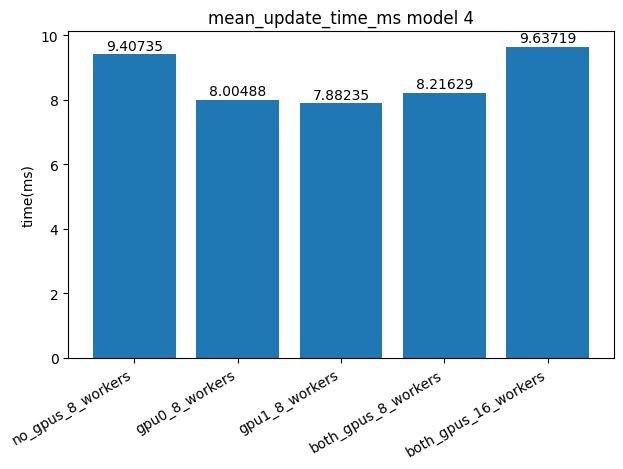 mean_update_time_ms model 4
time(ms)
10
8
6
4
2
0
9.40735
8.00488
7.88235
8.21629
9.63719
no_gpus_8_workers
gpu0_8_workers
gpu1_8_workers
both_gpus_8_workers
both_gpus_16_workers